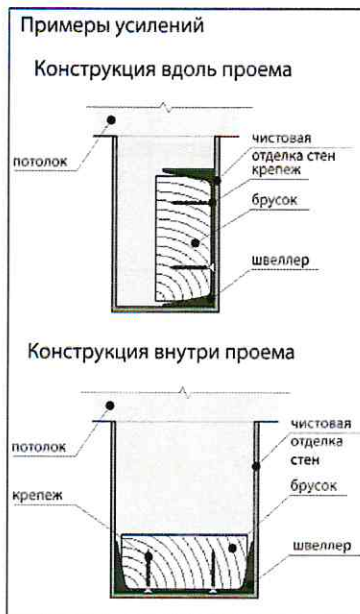 Примеры усилений
Конструкция вдоль проема
потолок
чистовая
отделка стен
крепеж
брусок
швеллер
Конструкция внутри проема
потолок
крепеж
чистовая
отделка
стен
брусок
швеллер